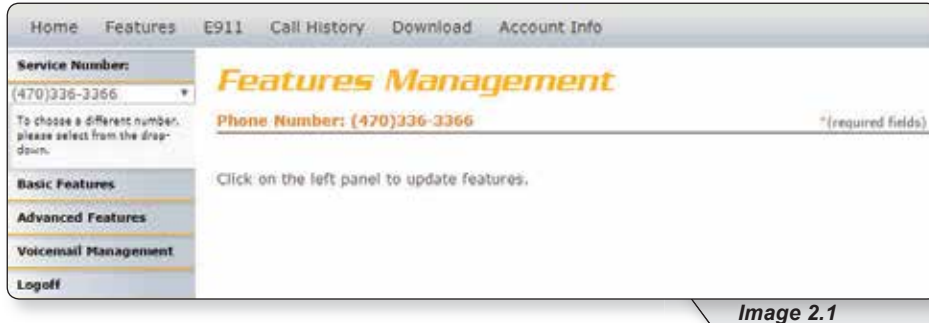 Home Features E911 Call History Download Account Info
Service Number:
(470)336-3366
To choose a different number, please select from the drop-down.
Basic Features
Advanced Features
Voicemail Management
Logoff
Features Management
Phone Number: (470)336-3366
*(required fields)
Click on the left panel to update features.
Image 2.1